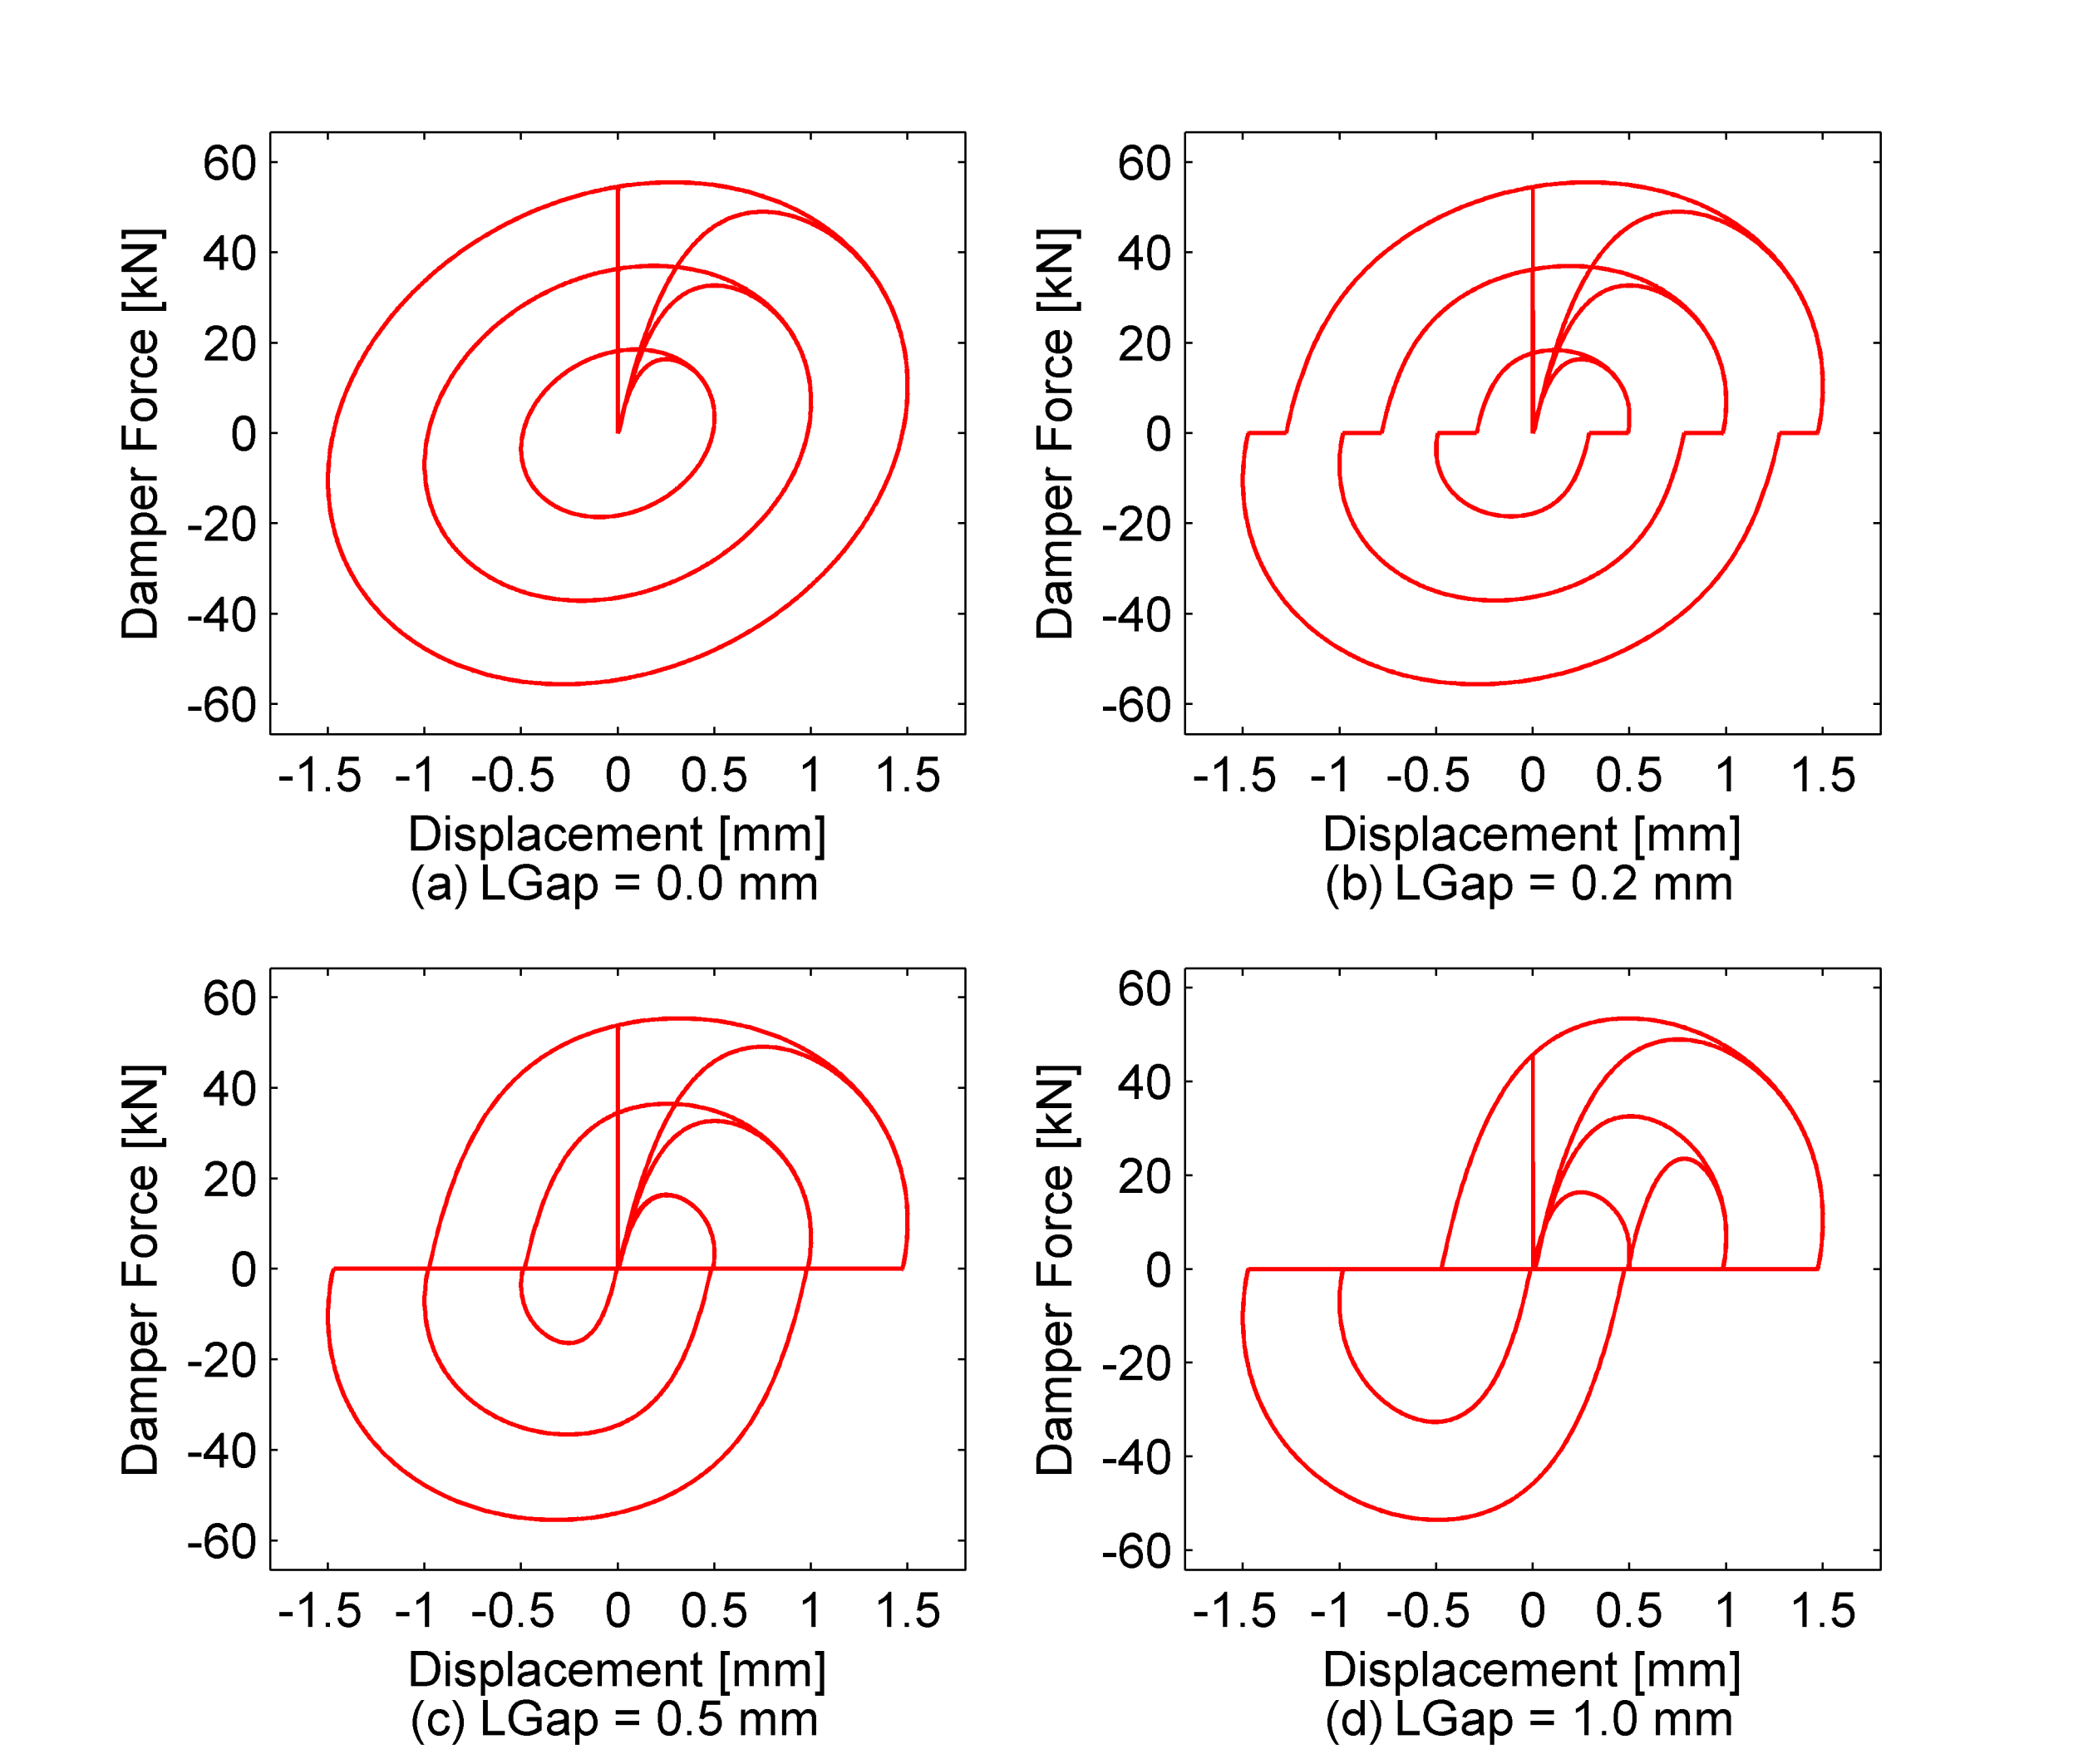 60
40
20
0
-20
-40
-60
Damper Force [kN]
-1.5 -1 -0.5 0 0.5 1 1.5
Displacement [mm]
(a) LGap = 0.0 mm
60
40
20
0
-20
-40
-60
Damper Force [kN]
-1.5 -1 -0.5 0 0.5 1 1.5
Displacement [mm]
(b) LGap = 0.2 mm
60
40
20
0
-20
-40
-60
Damper Force [kN]
-1.5 -1 -0.5 0 0.5 1 1.5
Displacement [mm]
(c) LGap = 0.5 mm
60
40
20
0
-20
-40
-60
Damper Force [kN]
-1.5 -1 -0.5 0 0.5 1 1.5
Displacement [mm]
(d) LGap = 1.0 mm